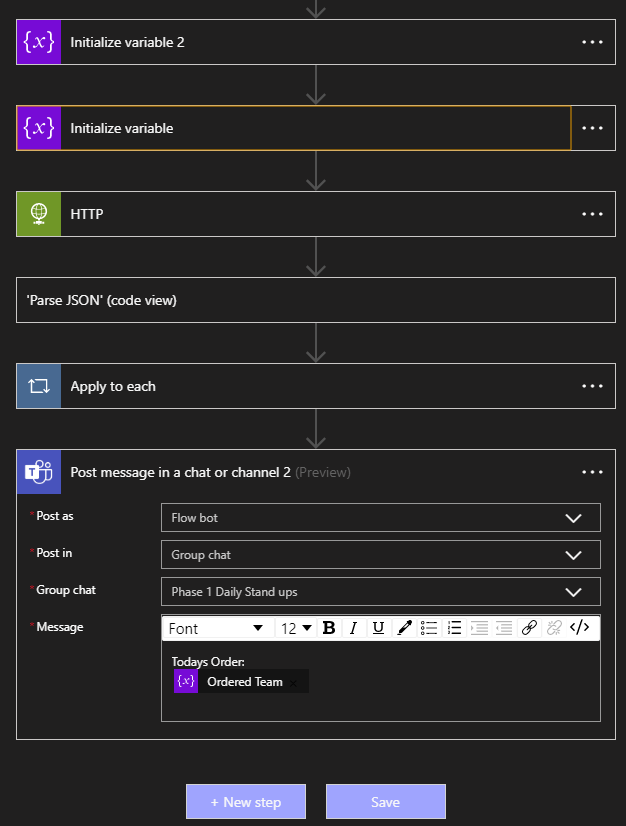 {x} Initialize variable 2 ...
{x} Initialize variable ...
HTTP ...
'Parse JSON' (code view)
Apply to each ...
T Post message in a chat or channel 2 (Preview) ...
* Post as Flow bot
* Post in Group chat
* Group chat Phase 1 Daily Stand ups
* Message Font 12 B I U </>
Todays Order:
{x} Ordered Team ×
+ New step Save